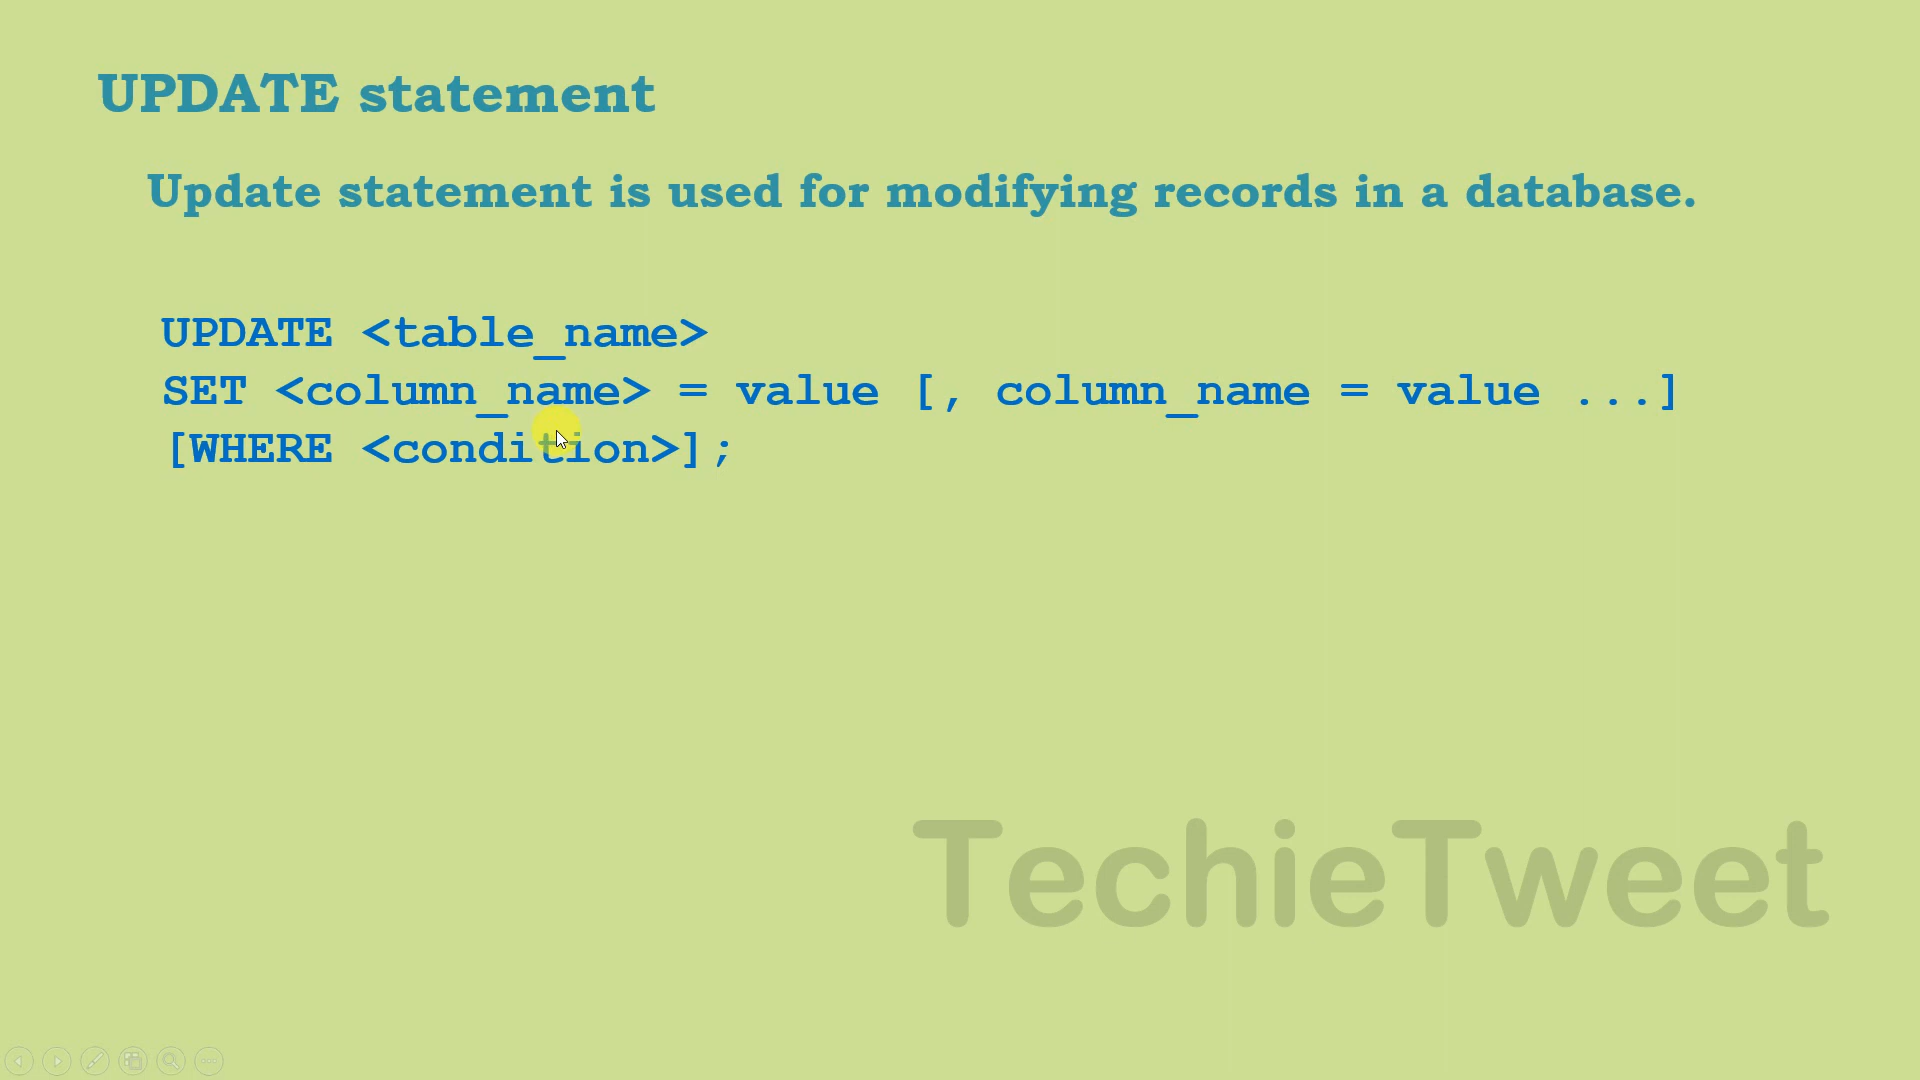 UPDATE statement
Update statement is used for modifying records in a database.
UPDATE <table_name>
SET <column_name> = value [, column_name = value ...]
[WHERE <condition>];
TechieTweet